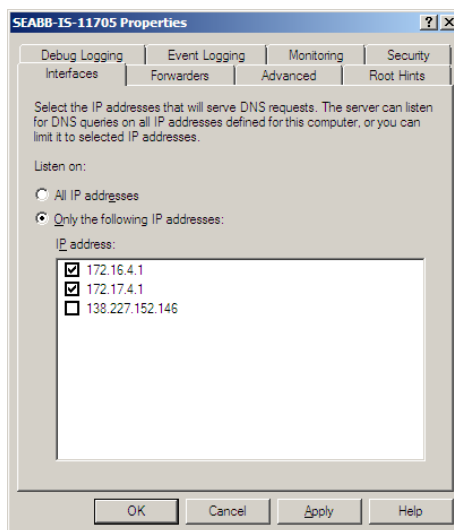 SEABB-IS-11705 Properties
Debug Logging Event Logging Monitoring Security
Interfaces Forwarders Advanced Root Hints
Select the IP addresses that will serve DNS requests. The server can listen
for DNS queries on all IP addresses defined for this computer, or you can
limit it to selected IP addresses.
Listen on:
All IP addresses
Only the following IP addresses:
IP address:
172.16.4.1
172.17.4.1
138.227.152.146
OK Cancel Apply Help